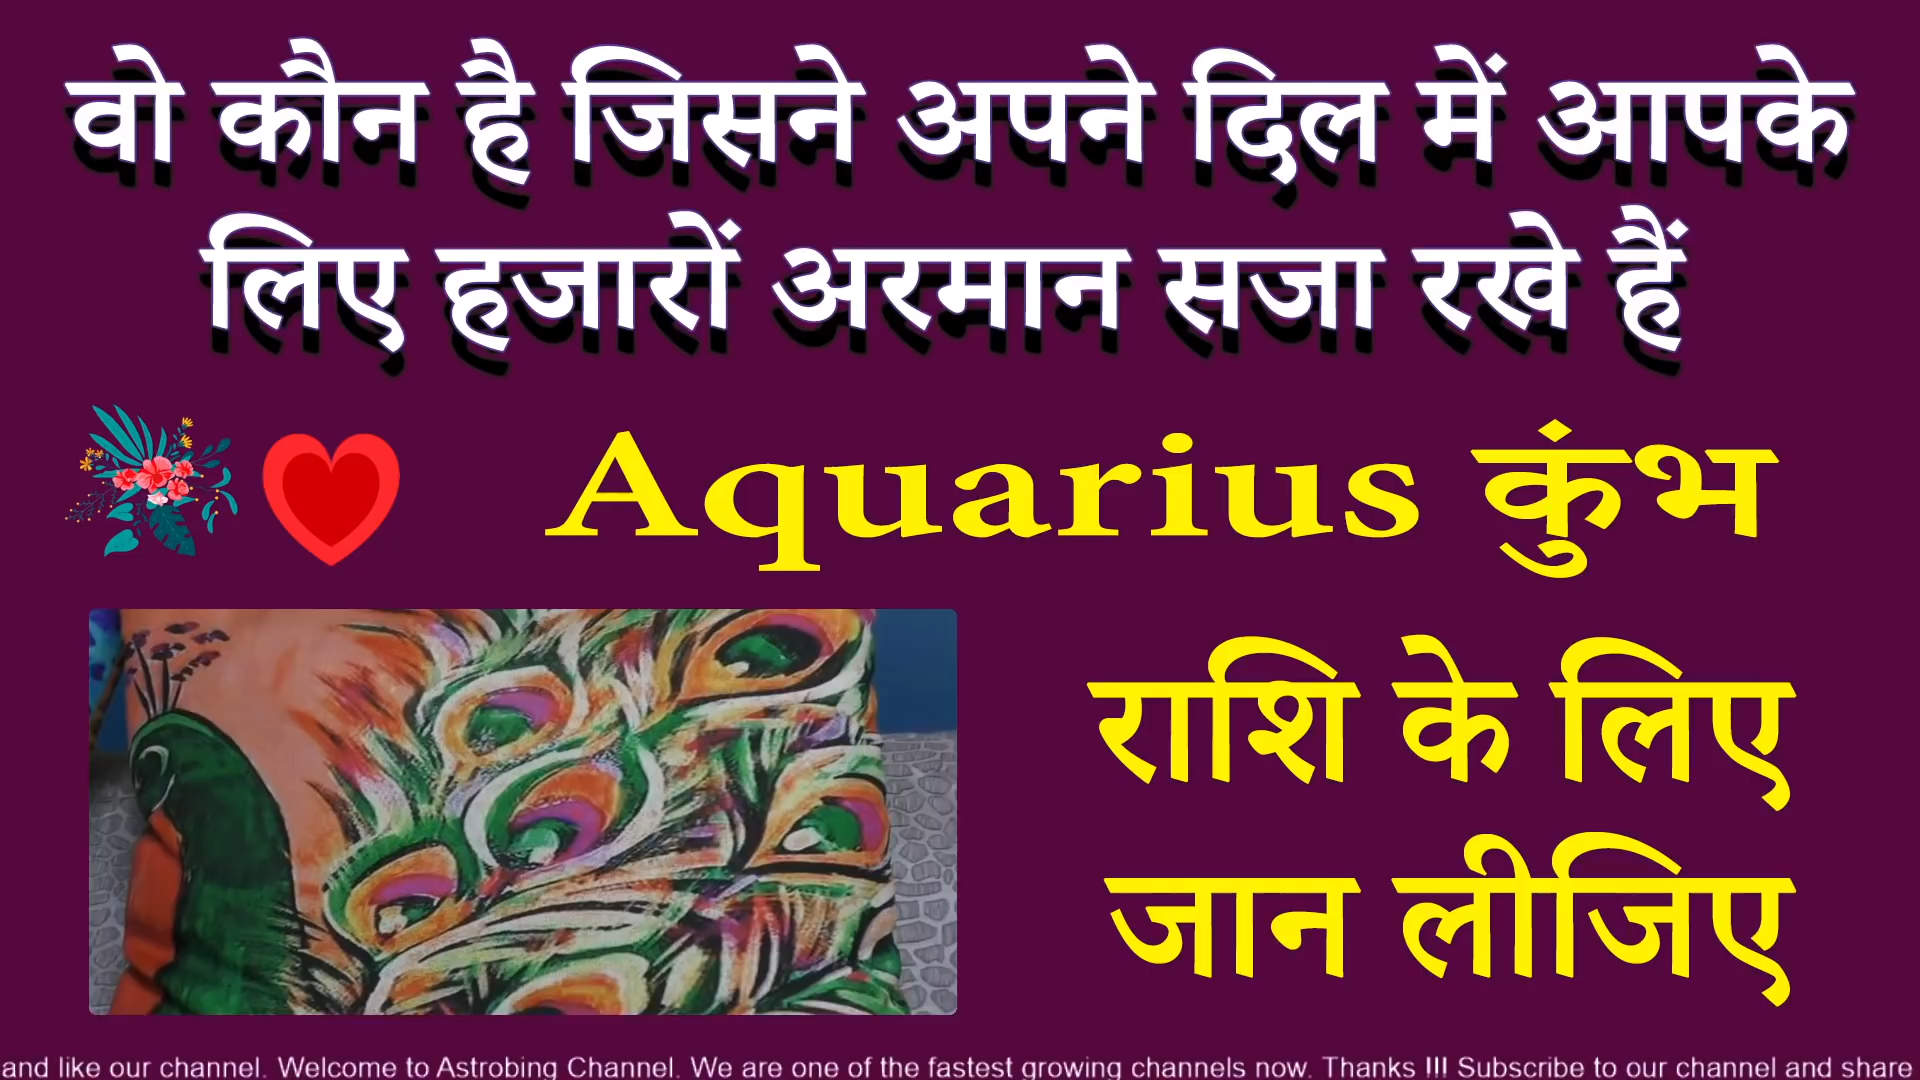 वो कौन है जिसने अपने दिल में आपके
लिए हजारों अरमान सजा रखे हैं
Aquarius कुंभ
राशि के लिए
जान लीजिए
and like our channel. Welcome to Astrobing Channel. We are one of the fastest growing channels now. Thanks !!! Subscribe to our channel and share